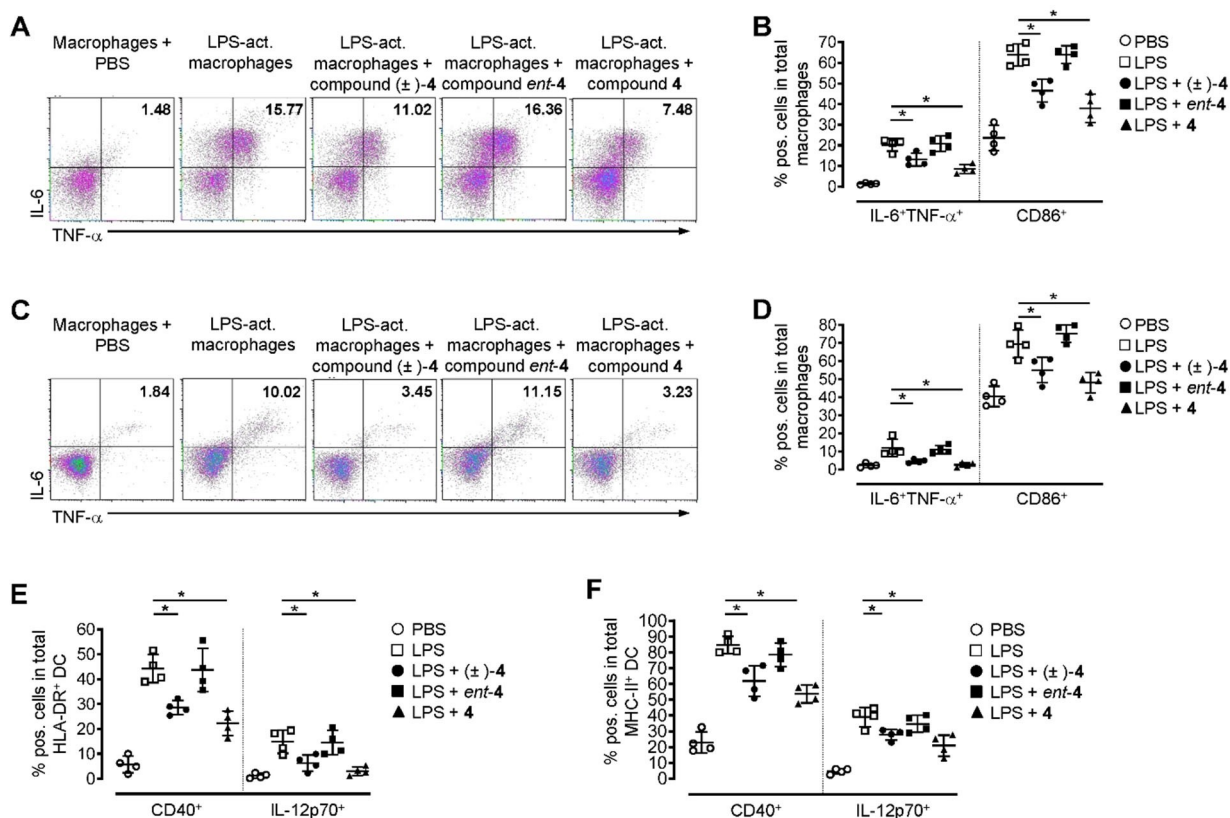 A
Macrophages +
PBS
LPS-act.
macrophages
LPS-act.
macrophages +
compound (±)-4
LPS-act.
macrophages +
compound ent-4
LPS-act.
macrophages +
compound 4
1.48
15.77
11.02
16.36
7.48
IL-6
TNF-α
B
% pos. cells in total
macrophages
70
60
50
40
30
20
10
0
*
*
*
*
IL-6⁺TNF-α⁺
CD86⁺
PBS
LPS
LPS + (±)-4
LPS + ent-4
LPS + 4
C
Macrophages +
PBS
LPS-act.
macrophages
LPS-act.
macrophages +
compound (±)-4
LPS-act.
macrophages +
compound ent-4
LPS-act.
macrophages +
compound 4
1.84
10.02
3.45
11.15
3.23
IL-6
TNF-α
D
% pos. cells in total
macrophages
80
70
60
50
40
30
20
10
0
*
*
*
*
IL-6⁺TNF-α⁺
CD86⁺
PBS
LPS
LPS + (±)-4
LPS + ent-4
LPS + 4
E
% pos. cells in total
HLA-DR⁺ DC
60
50
40
30
20
10
0
*
*
*
*
CD40⁺
IL-12p70⁺
PBS
LPS
LPS + (±)-4
LPS + ent-4
LPS + 4
F
% pos. cells in total
MHC-II⁺ DC
100
90
80
70
60
50
40
30
20
10
0
*
*
*
*
CD40⁺
IL-12p70⁺
PBS
LPS
LPS + (±)-4
LPS + ent-4
LPS + 4